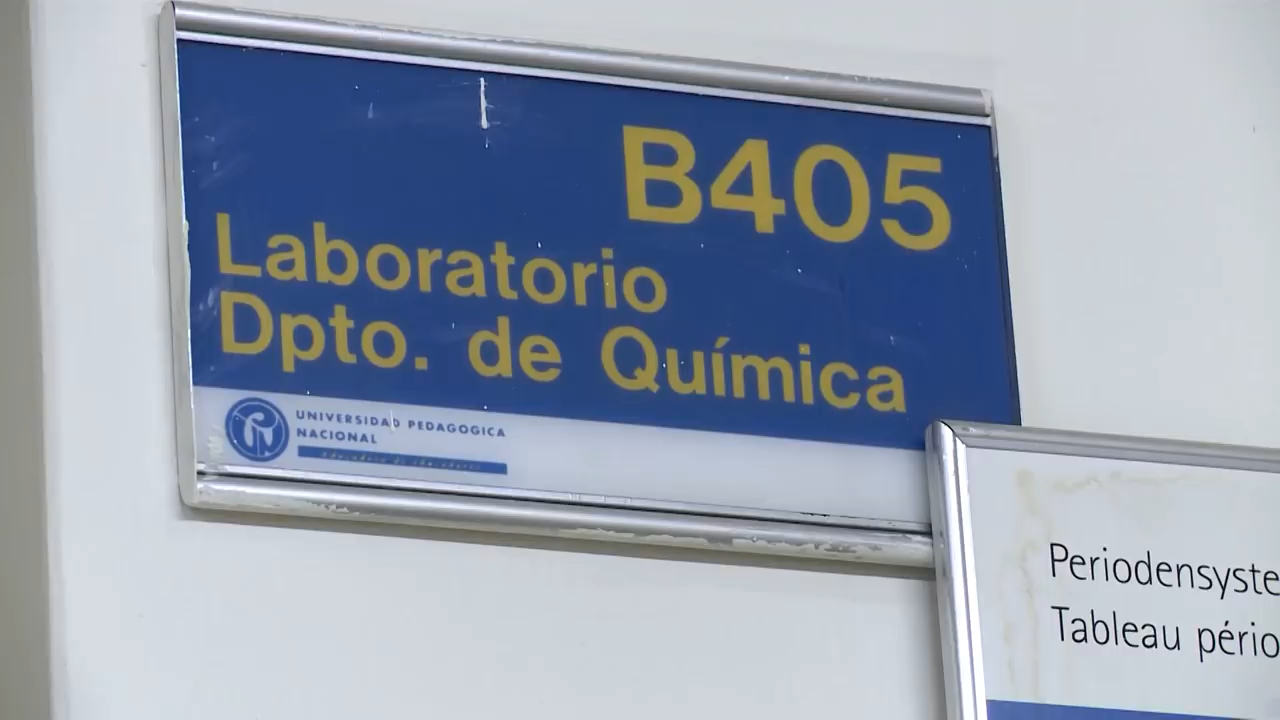 B405
Laboratorio
Dpto. de Química
UNIVERSIDAD PEDAGOGICA
NACIONAL
Periodensyste
Tableau pério